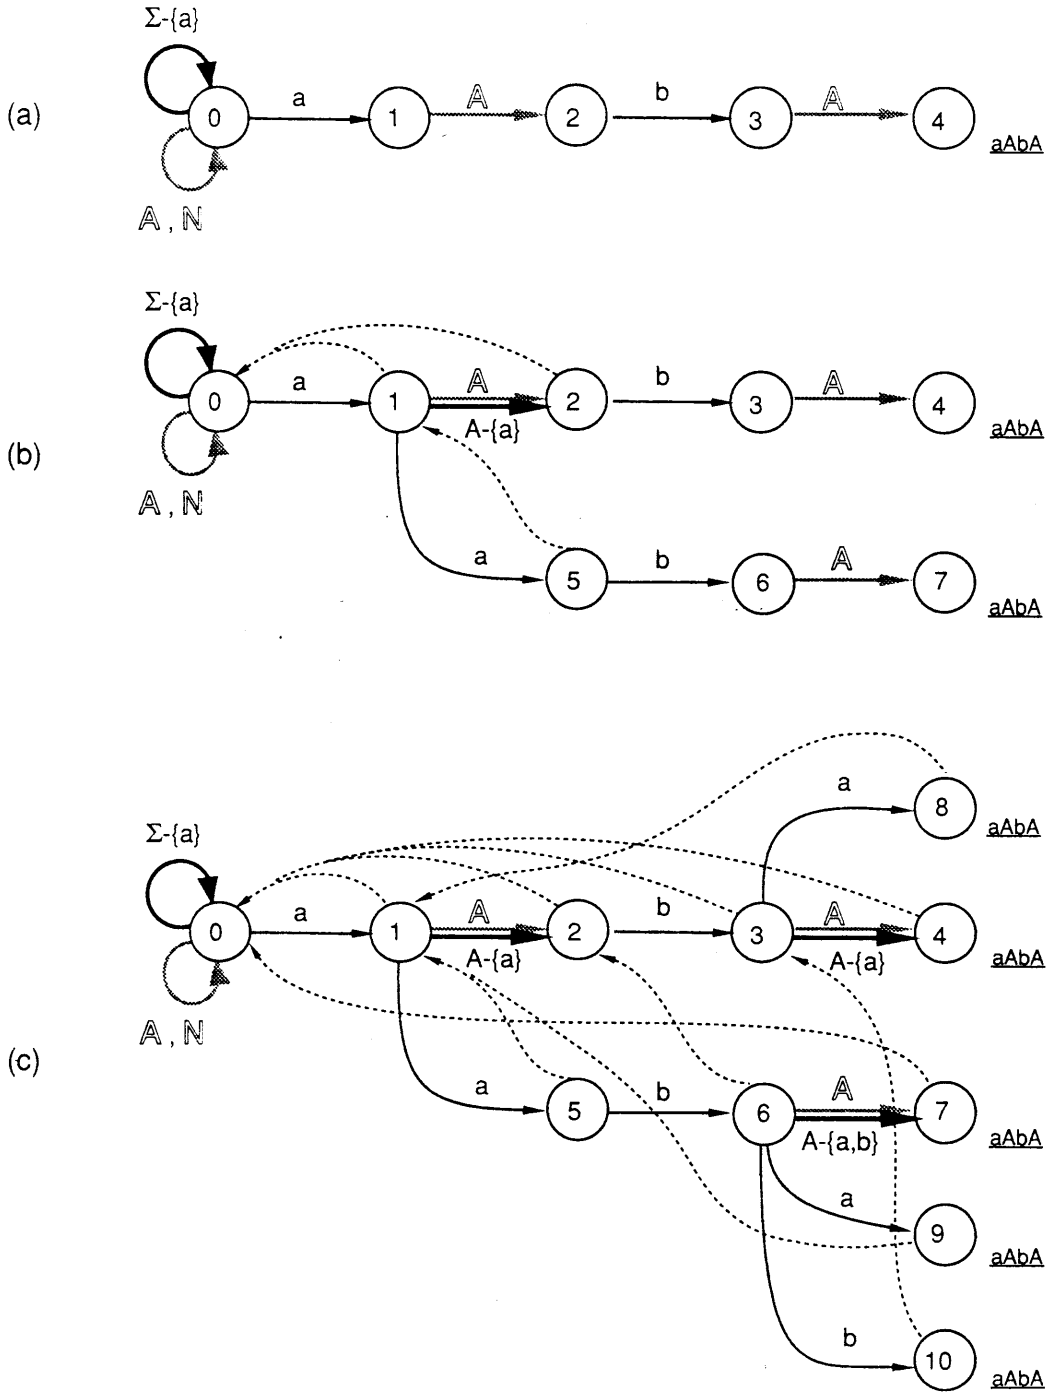 Σ-{a}
(a) 0 a 1 A 2 b 3 A 4 aAbA
A , N
Σ-{a}
(b) 0 a 1 A 2 b 3 A 4 aAbA
A-{a}
A , N
a 5 b 6 A 7 aAbA
a 8 aAbA
Σ-{a}
0 a 1 A 2 b 3 A 4 aAbA
A-{a} A-{a}
A , N
(c)
a 5 b 6 A 7 aAbA
A-{a,b}
a 9 aAbA
b 10 aAbA